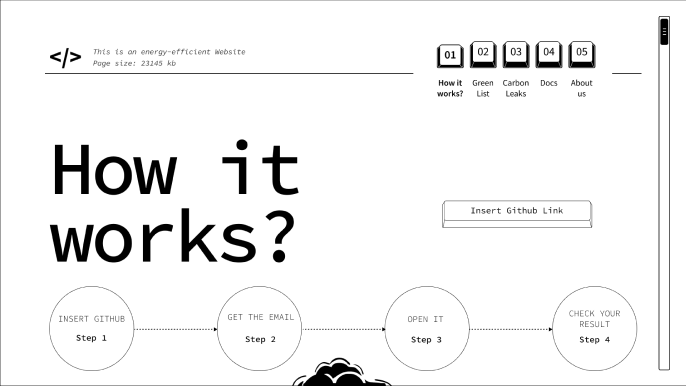 </>
This is an energy-efficient Website
Page size: 23145 kb
01
02
03
04
05
How it works?
Green List
Carbon Leaks
Docs
About us
How it
works?
Insert Github Link
INSERT GITHUB
Step 1
GET THE EMAIL
Step 2
OPEN IT
Step 3
CHECK YOUR
RESULT
Step 4